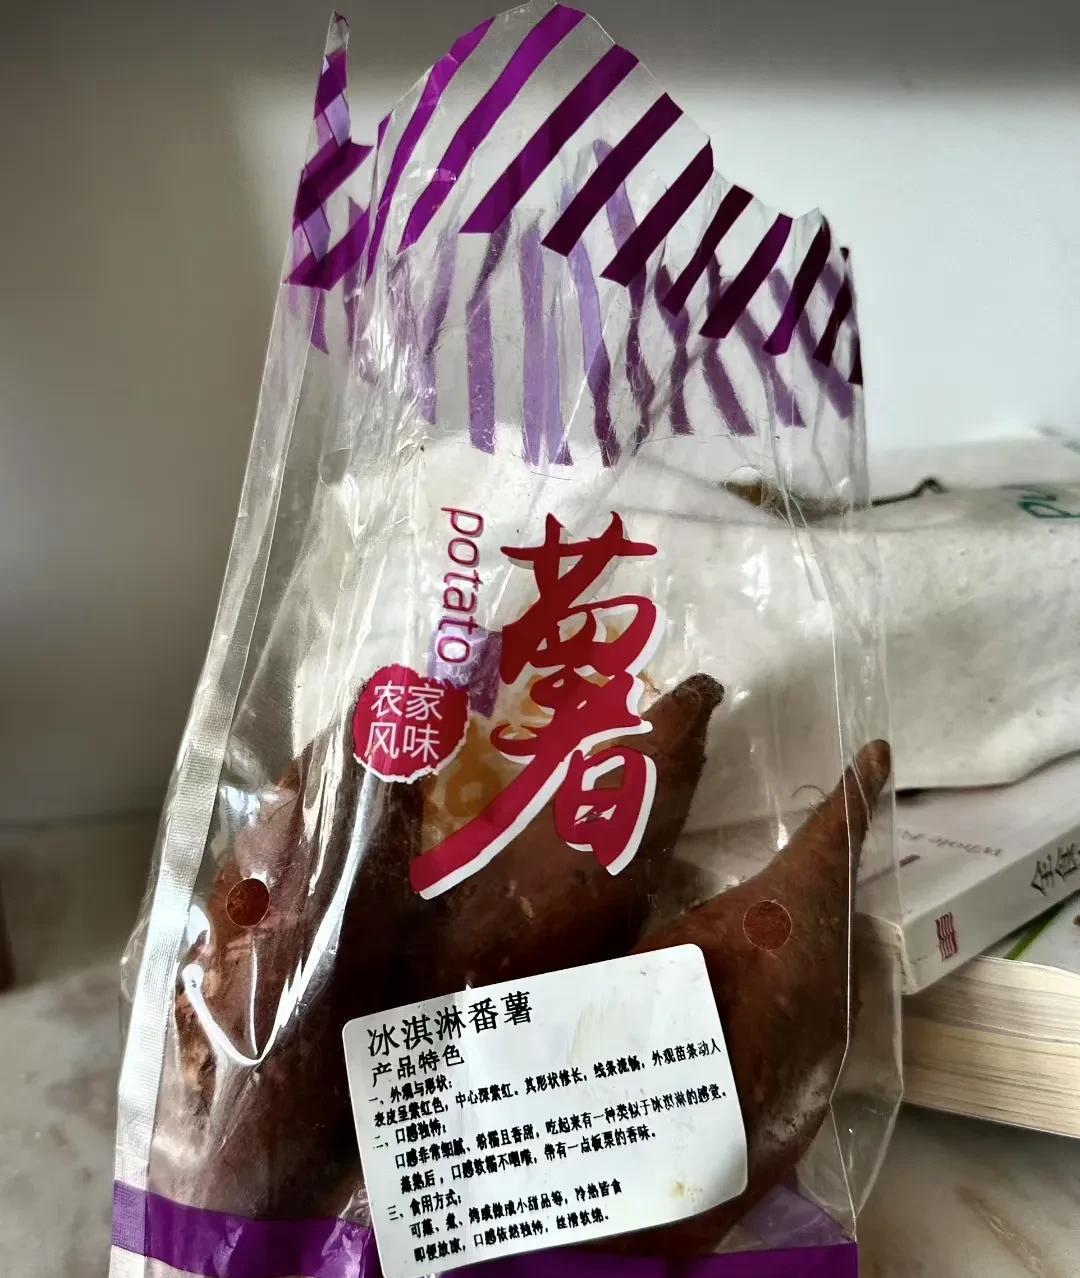 potato
薯
农家
风味
冰淇淋番薯
产品特色
一、外观与形状：
表皮呈紫红色，中心深紫红。其形状修长，线条流畅，外观苗条动人
二、口感独特：
口感非常细腻、粉糯且香甜，吃起来有一种类似于冰淇淋的感觉。
蒸熟后，口感软糯不噎喉，带有一点板栗的香味。
三、食用方式：
可蒸、煮、烤或做成小甜品等，冷热皆食
即便放凉，口感依然独特，丝滑软绵。